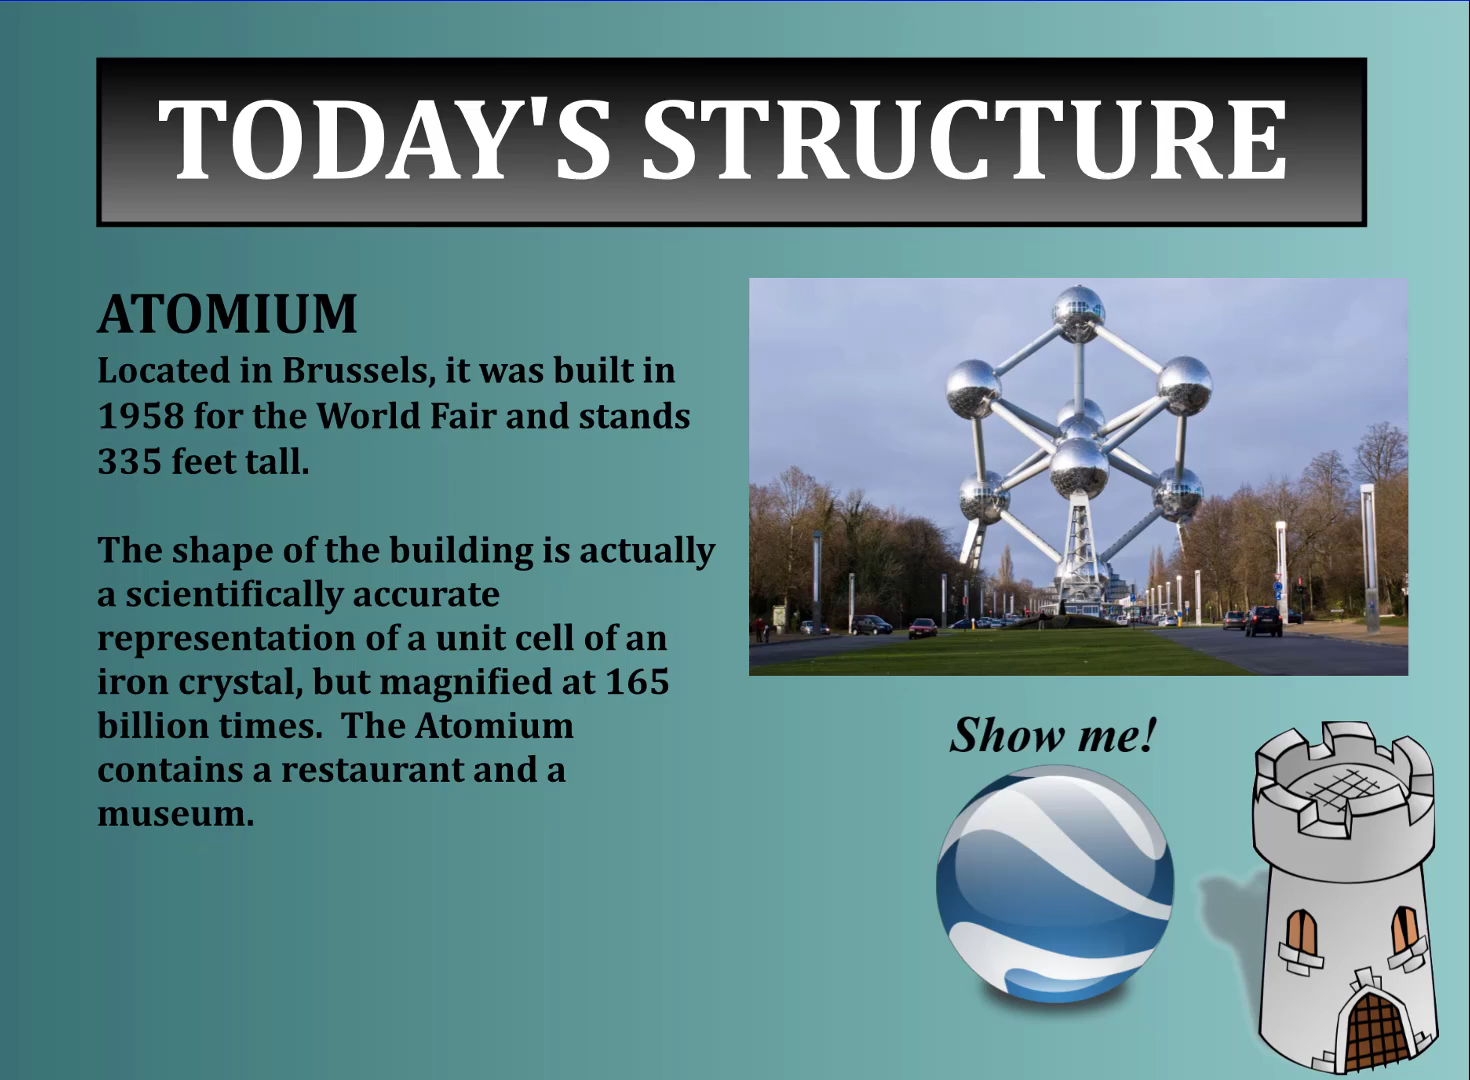 TODAY'S STRUCTURE
ATOMIUM
Located in Brussels, it was built in
1958 for the World Fair and stands
335 feet tall.
The shape of the building is actually
a scientifically accurate
representation of a unit cell of an
iron crystal, but magnified at 165
billion times.  The Atomium
contains a restaurant and a
museum.
Show me!